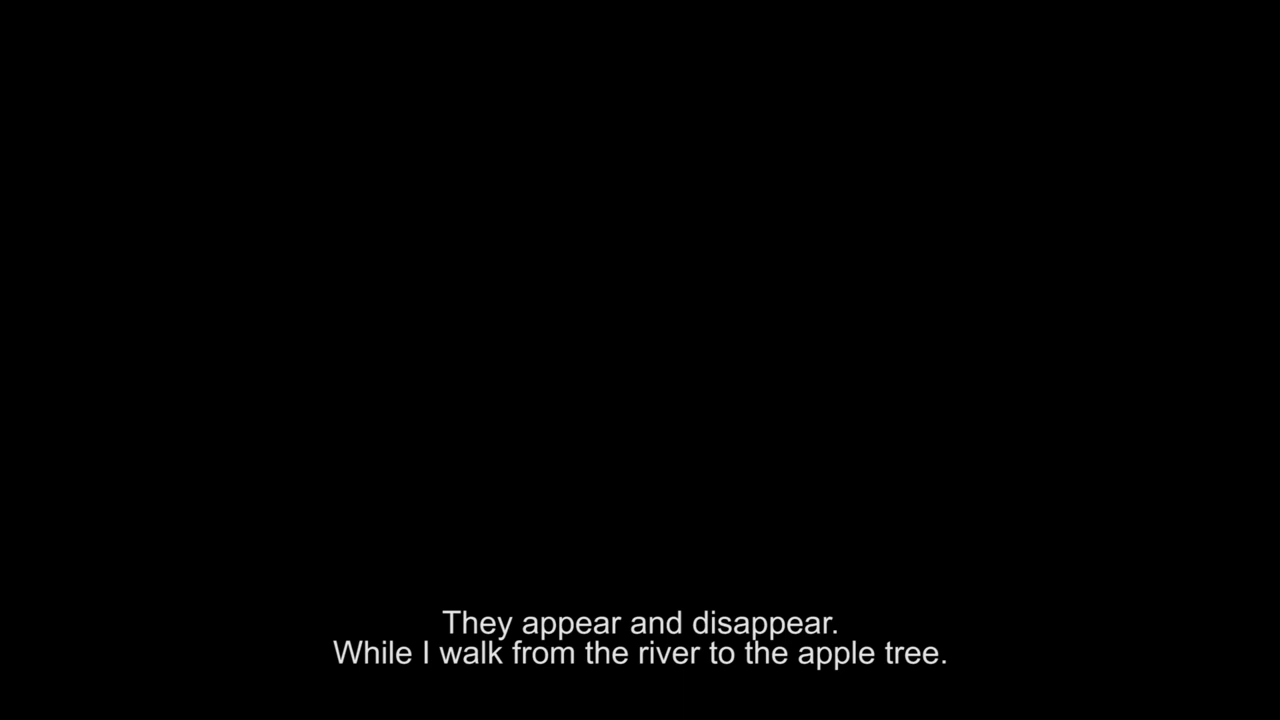 They appear and disappear.
While I walk from the river to the apple tree.